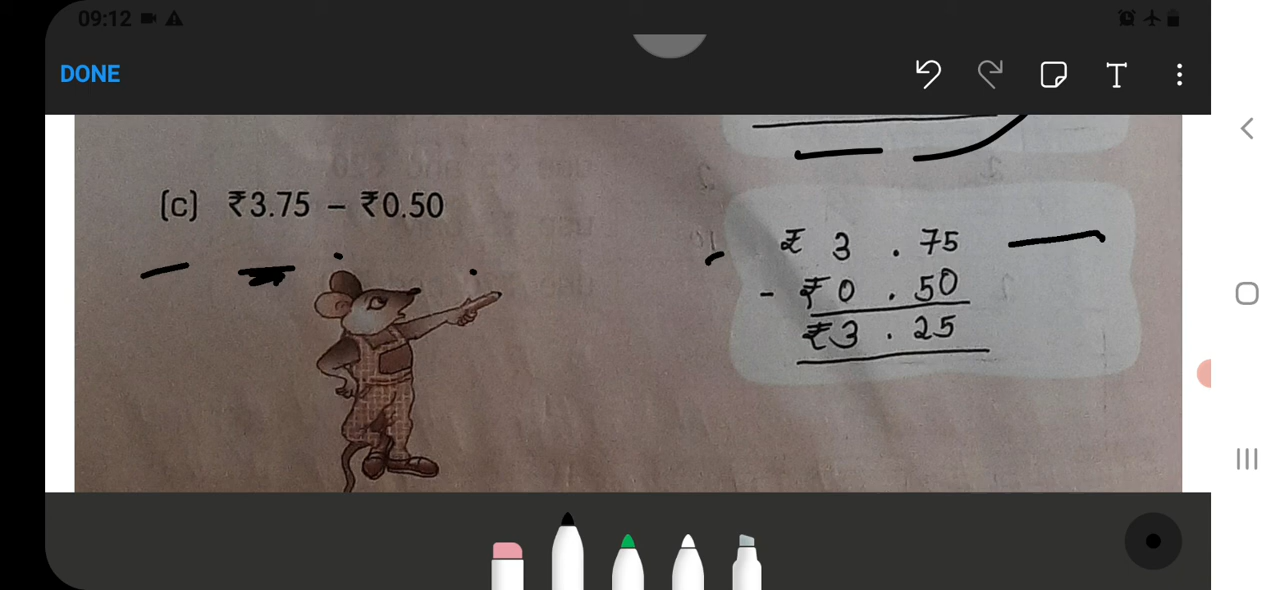 09:12
DONE
T
(c) ₹3.75 – ₹0.50
₹ 3 . 75
- ₹0 . 50
₹3 . 25